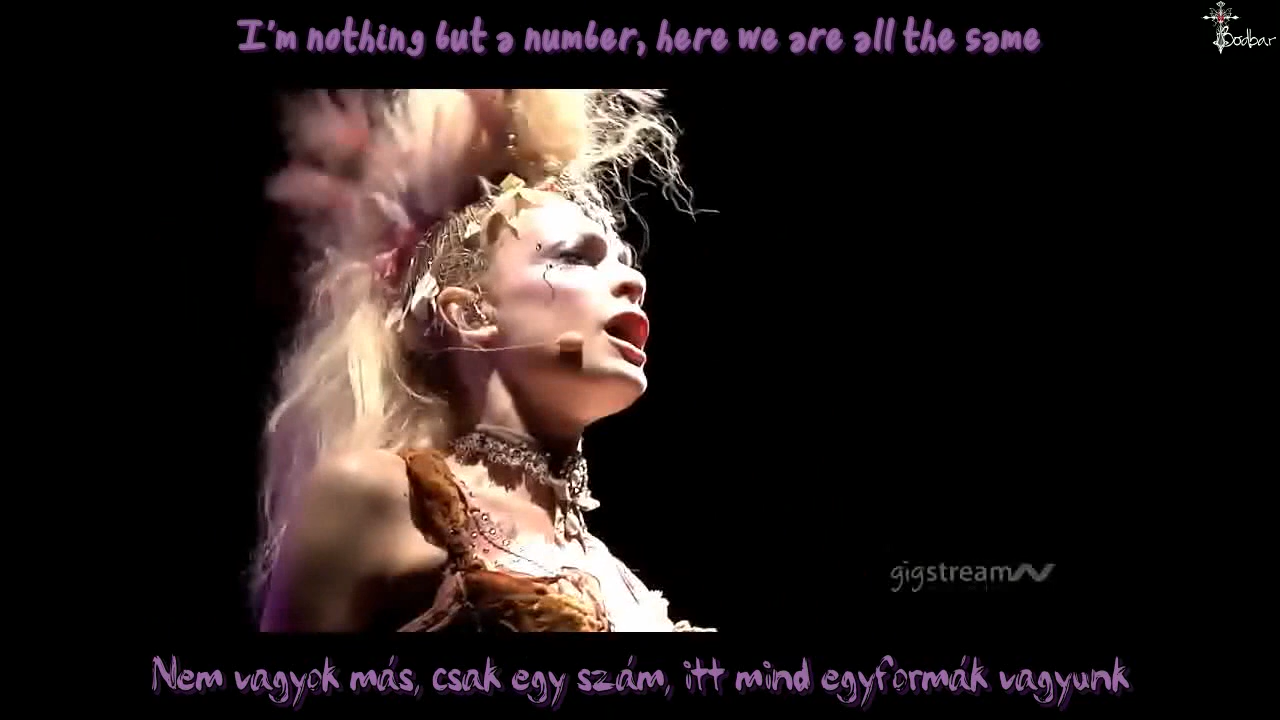 I'm nothing but a number, here we are all the same
Bodbar
gigstream
Nem vagyok más, csak egy szám, itt mind egyformák vagyunk